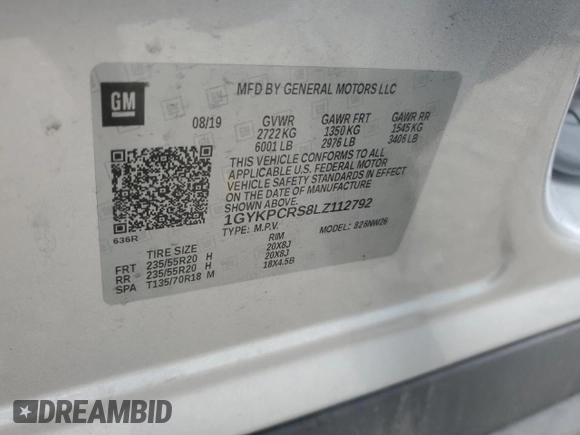 GM
MFD BY GENERAL MOTORS LLC
08/19 GVWR GAWR FRT GAWR RR
2722 KG 1350 KG 1545 KG
6001 LB 2976 LB 3406 LB
THIS VEHICLE CONFORMS TO ALL
APPLICABLE U.S. FEDERAL MOTOR
VEHICLE SAFETY STANDARDS IN EFFECT
ON THE DATE OF MANUFACTURE
SHOWN ABOVE.
1GYKPCRS8LZ112792
636R
TYPE: M.P.V. MODEL: 826NW26
TIRE SIZE RIM
FRT 235/55R20 H 20X8J
RR 235/55R20 H 20X8J
SPA T135/70R18 M 18X4.5B
DREAMBID